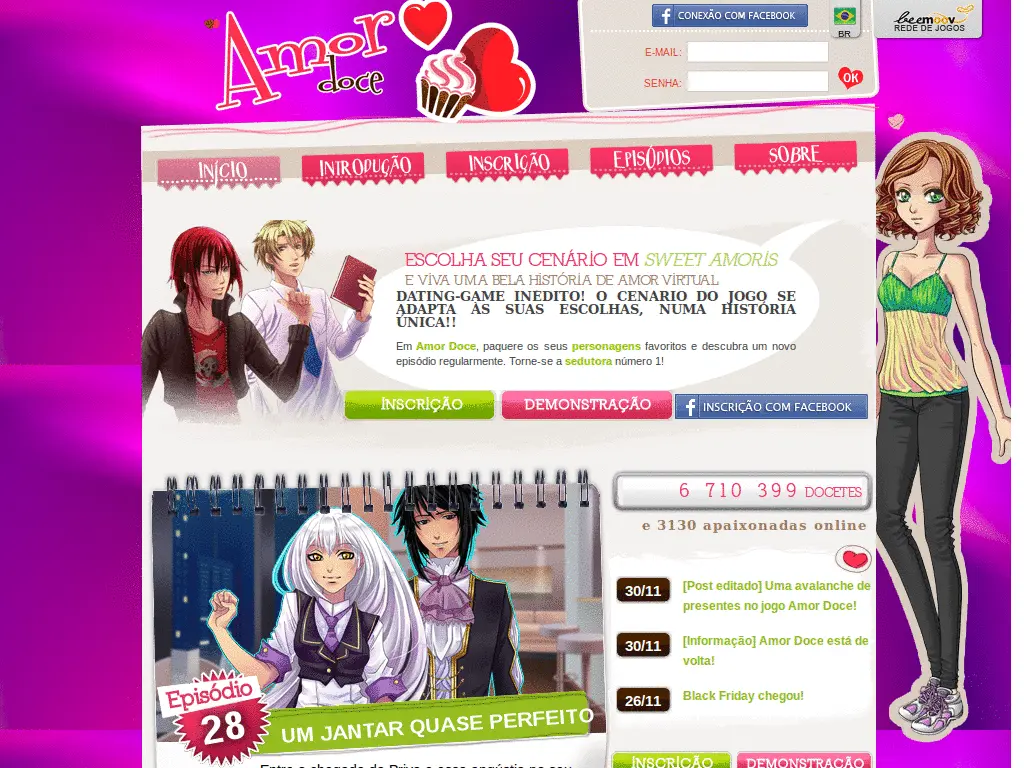 Amor
doce
CONEXÃO COM FACEBOOK
BR
beemoov
REDE DE JOGOS
E-MAIL:
SENHA:
OK
INÍCIO
INTRODUÇÃO
INSCRIÇÃO
EPISÓDIOS
SOBRE
ESCOLHA SEU CENÁRIO EM SWEET AMORIS
E VIVA UMA BELA HISTÓRIA DE AMOR VIRTUAL
DATING-GAME INEDITO! O CENARIO DO JOGO SE
ADAPTA ÀS SUAS ESCOLHAS, NUMA HISTÓRIA
ÚNICA!!
Em Amor Doce, paquere os seus personagens favoritos e descubra um novo
episódio regularmente. Torne-se a sedutora número 1!
INSCRIÇÃO
DEMONSTRAÇÃO
INSCRIÇÃO COM FACEBOOK
6 710 399 DOCETES
e 3130 apaixonadas online
30/11
[Post editado] Uma avalanche de
presentes no jogo Amor Doce!
30/11
[Informação] Amor Doce está de
volta!
26/11
Black Friday chegou!
Episódio
28
UM JANTAR QUASE PERFEITO
INSCRIÇÃO
DEMONSTRAÇÃO